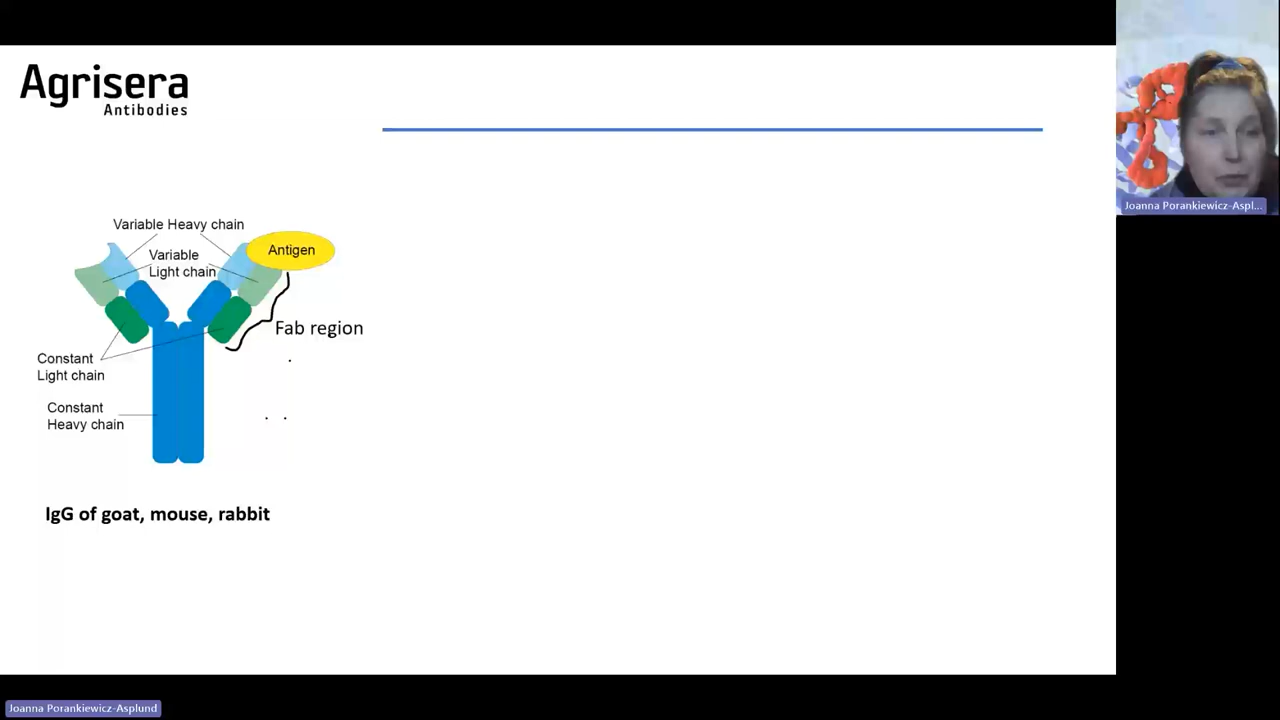 Agrisera
Antibodies
Variable Heavy chain
Variable
Light chain
Antigen
Fab region
Constant
Light chain
Constant
Heavy chain
IgG of goat, mouse, rabbit
Joanna Porankiewicz-Aspl...
Joanna Porankiewicz-Asplund